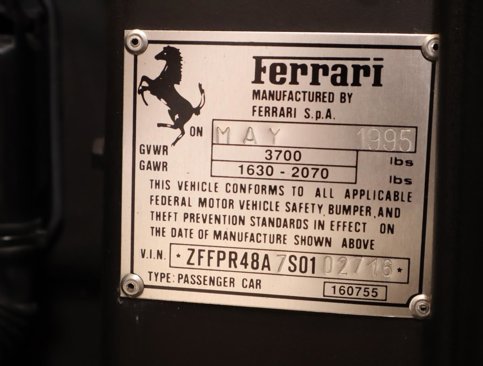 Ferrari
MANUFACTURED BY
FERRARI S.p.A.
ON MAY 1995
GVWR 3700 lbs
GAWR 1630 - 2070 lbs
THIS VEHICLE CONFORMS TO ALL APPLICABLE
FEDERAL MOTOR VEHICLE SAFETY, BUMPER, AND
THEFT PREVENTION STANDARDS IN EFFECT ON
THE DATE OF MANUFACTURE SHOWN ABOVE
V.I.N. * ZFFPR48A7S0102716 *
TYPE: PASSENGER CAR 160755